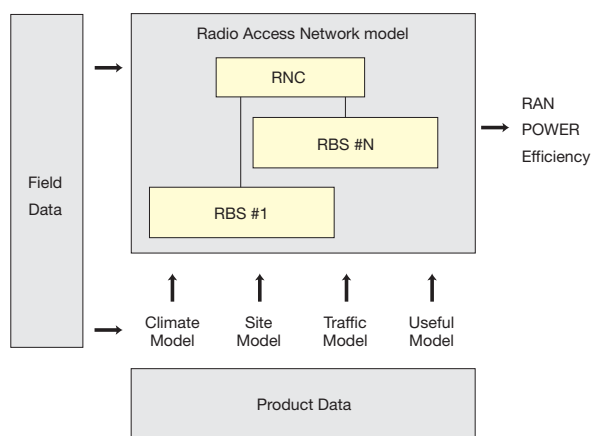 Radio Access Network model
RNC
RBS #N
RBS #1
Field
Data
RAN
POWER
Efficiency
Climate
Model
Site
Model
Traffic
Model
Useful
Model
Product Data